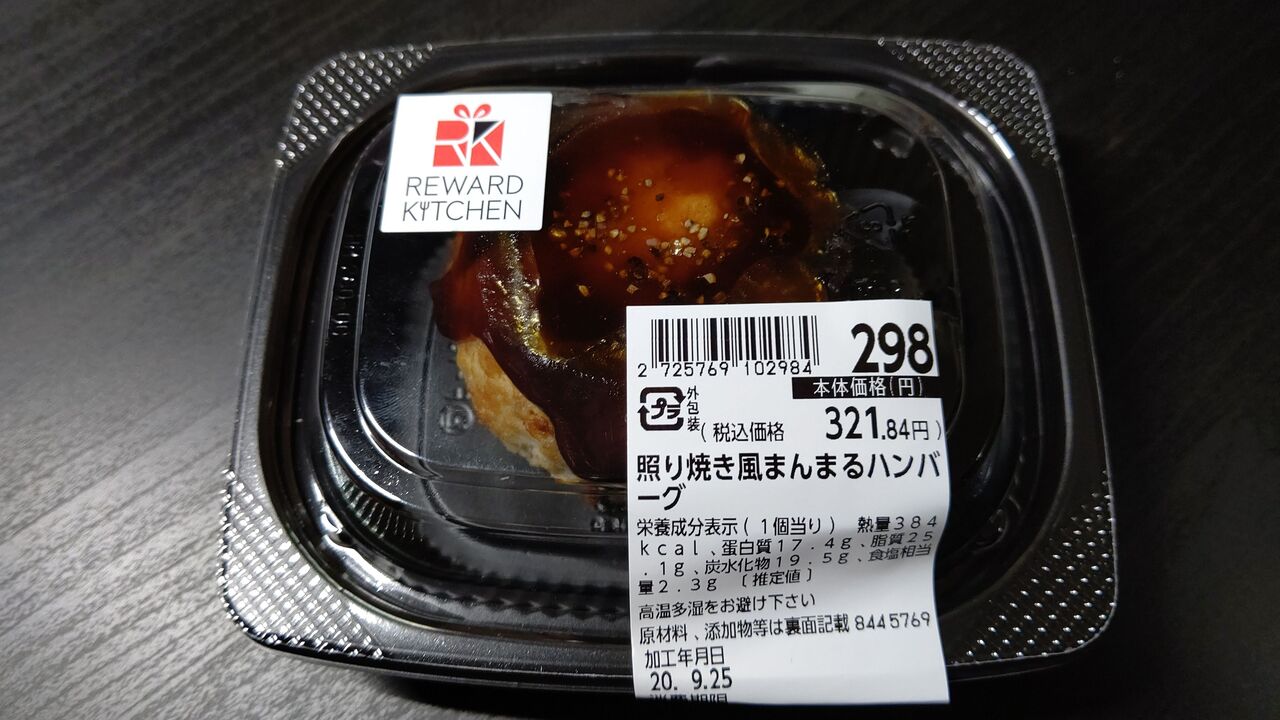 RK
REWARD
KITCHEN
298
2 725769 102984
本体価格(円)
プラ
外包装
(税込価格 321.84円)
照り焼き風まんまるハンバ
ーグ
栄養成分表示(1個当り) 熱量384
kcal、蛋白質17.4g、脂質25
.1g、炭水化物19.5g、食塩相当
量2.3g 〔推定値〕
高温多湿をお避け下さい
原材料、添加物等は裏面記載 8445769
加工年月日
20. 9.25
消費期限